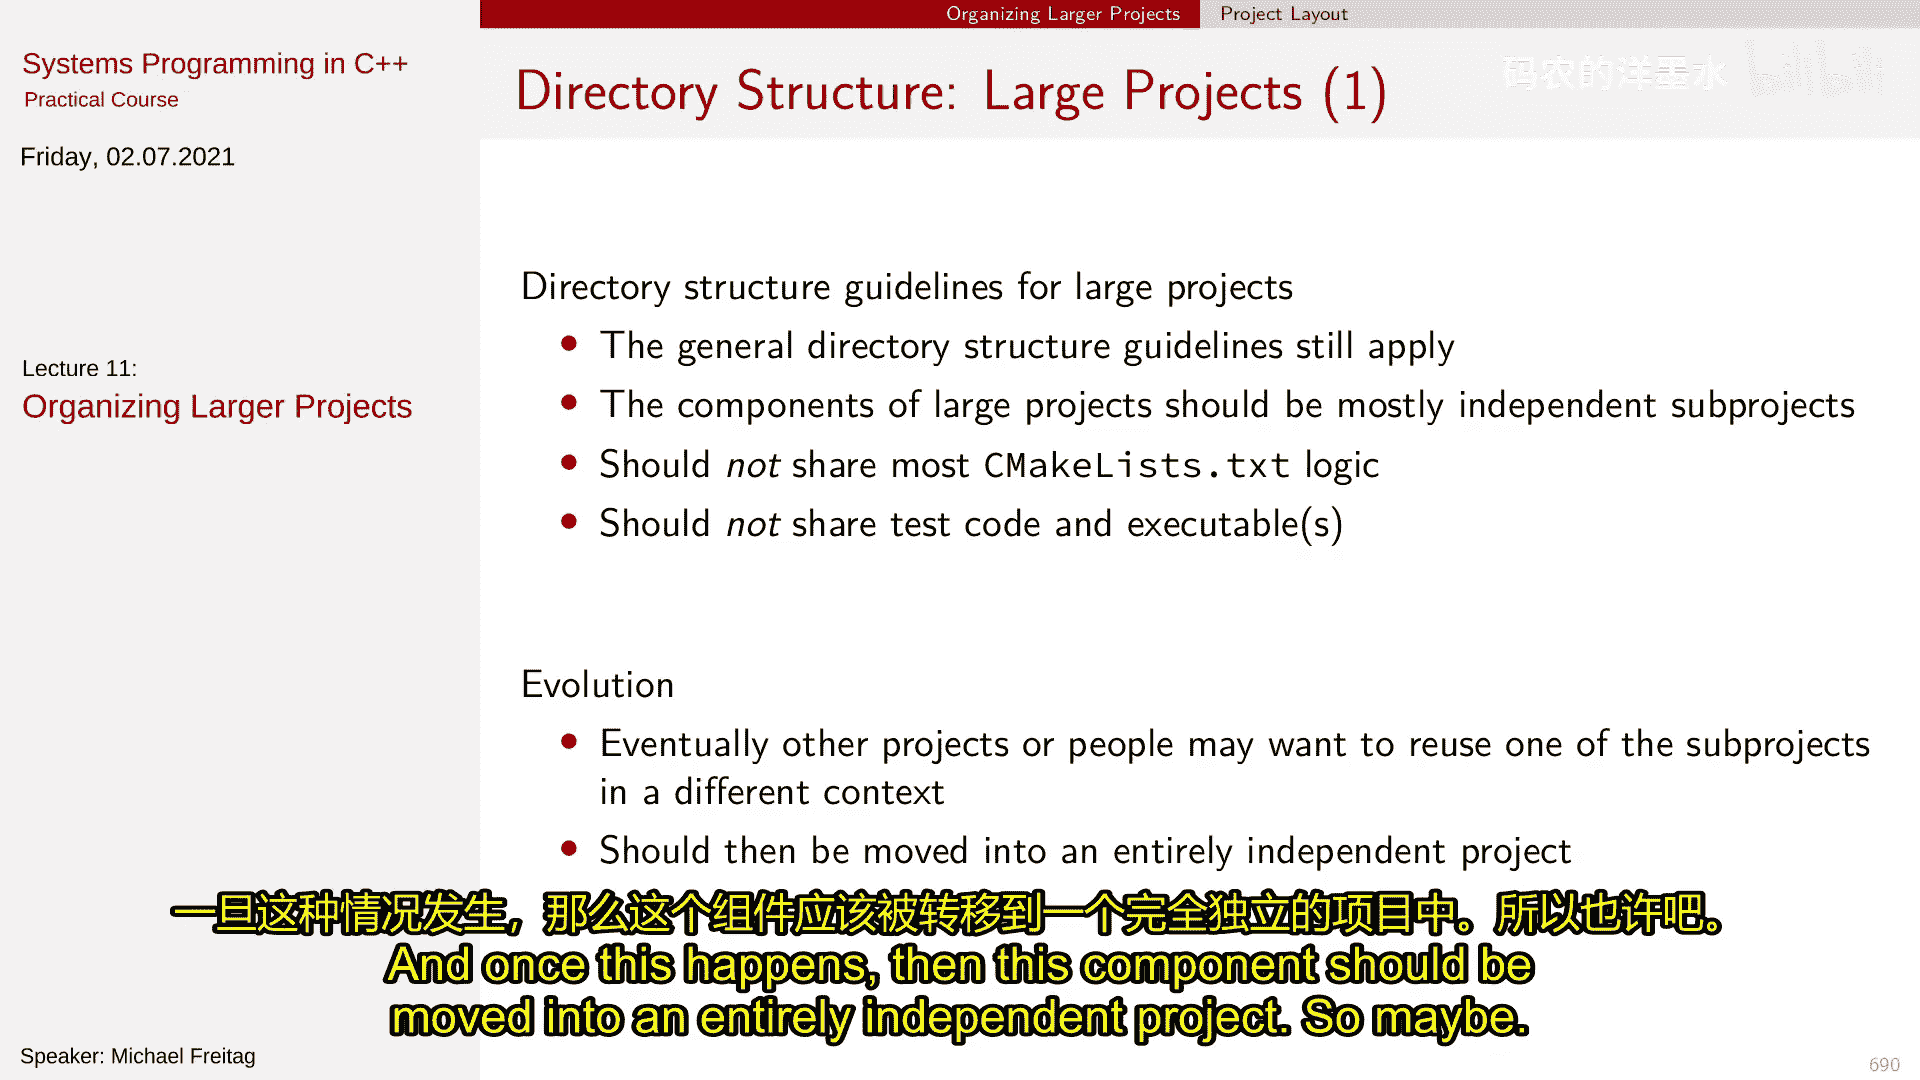 Organizing Larger Projects
Project Layout
Systems Programming in C++
Practical Course
Friday, 02.07.2021
Lecture 11:
Organizing Larger Projects
Speaker: Michael Freitag
Directory Structure: Large Projects (1)
码农的洋墨水 bilibili
Directory structure guidelines for large projects
• The general directory structure guidelines still apply
• The components of large projects should be mostly independent subprojects
• Should not share most CMakeLists.txt logic
• Should not share test code and executable(s)
Evolution
• Eventually other projects or people may want to reuse one of the subprojects
in a different context
• Should then be moved into an entirely independent project
一旦这种情况发生，那么这个组件应该被转移到一个完全独立的项目中。所以也许吧。
And once this happens, then this component should be
moved into an entirely independent project. So maybe.
690